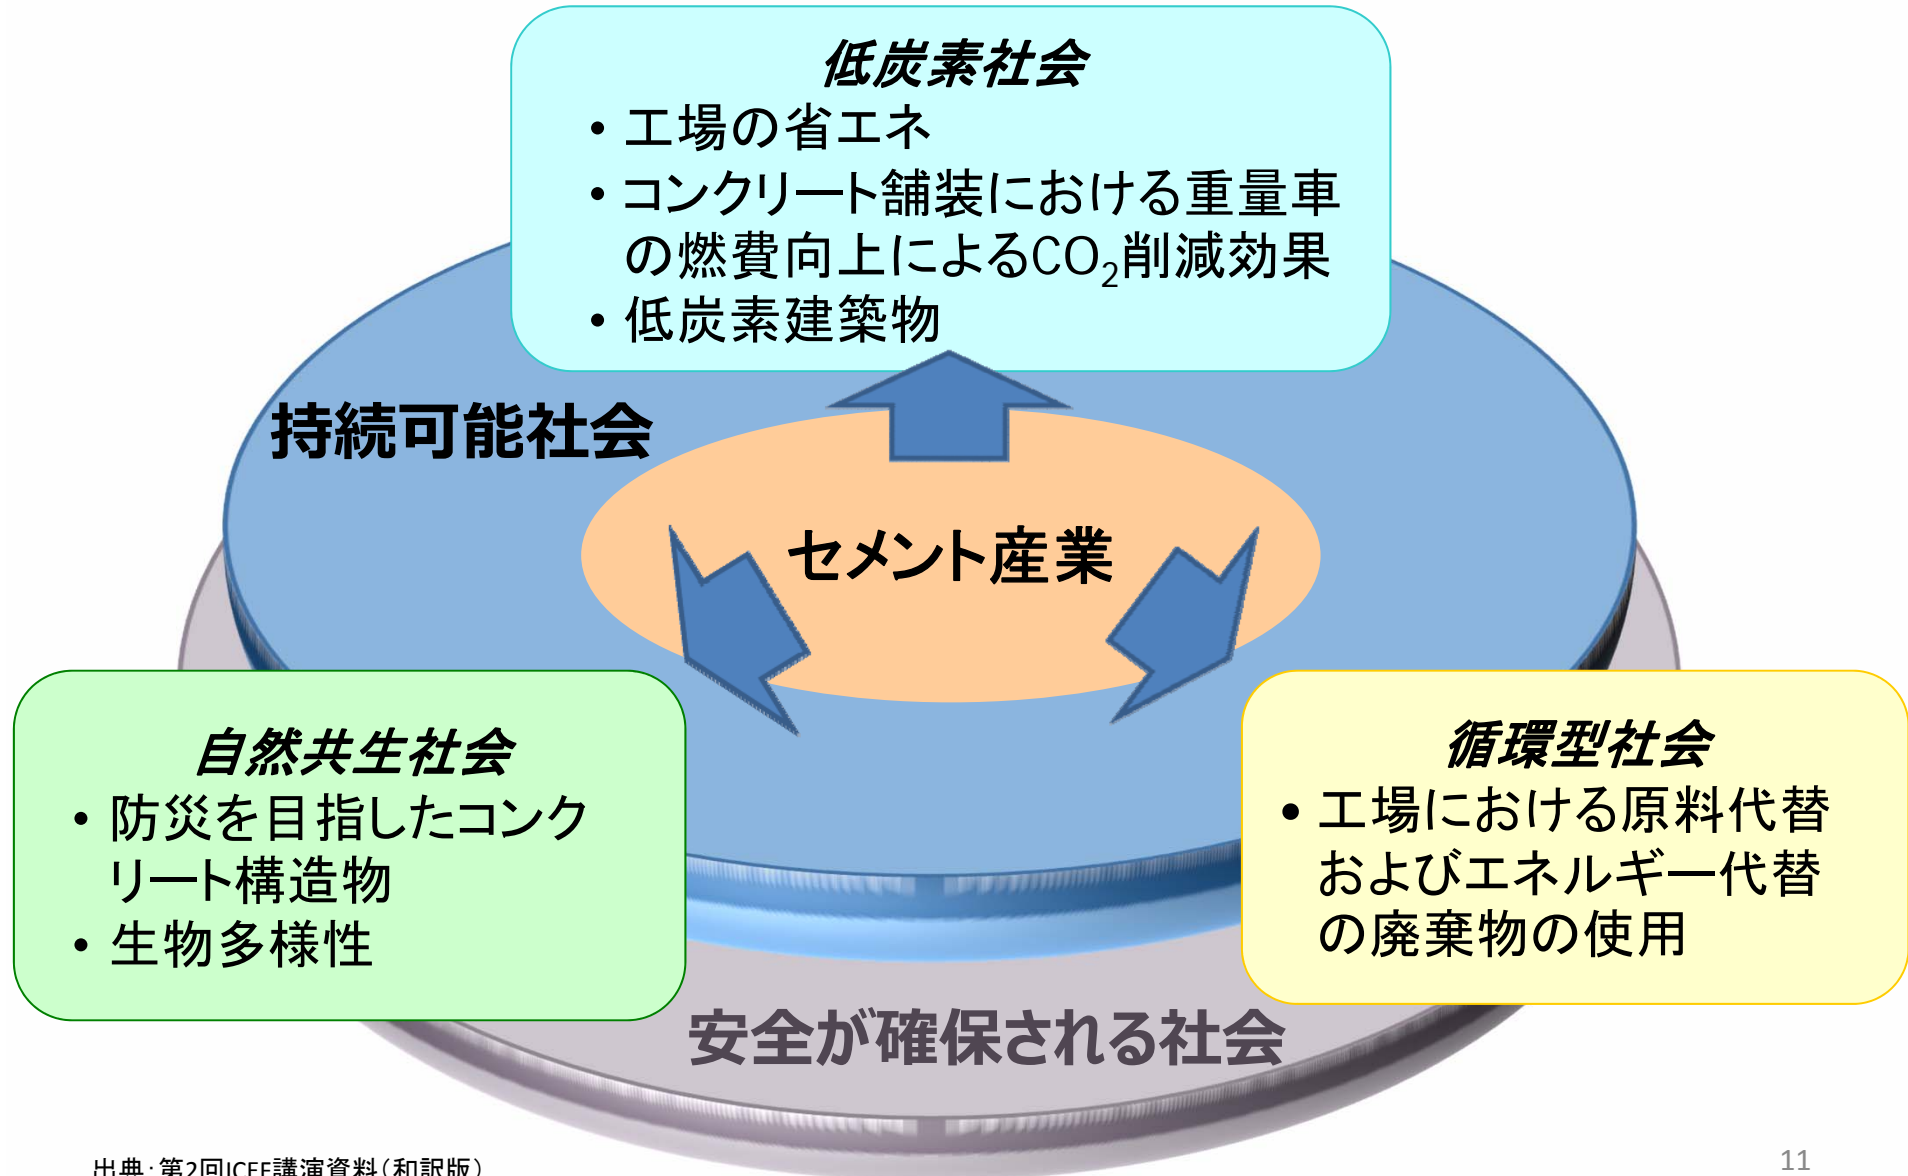 低炭素社会
• 工場の省エネ
• コンクリート舗装における重量車
の燃費向上によるCO₂削減効果
• 低炭素建築物
持続可能社会
セメント産業
自然共生社会
• 防災を目指したコンク
リート構造物
• 生物多様性
循環型社会
• 工場における原料代替
およびエネルギー代替
の廃棄物の使用
安全が確保される社会
出典：第2回ICEF講演資料（和訳版）
11